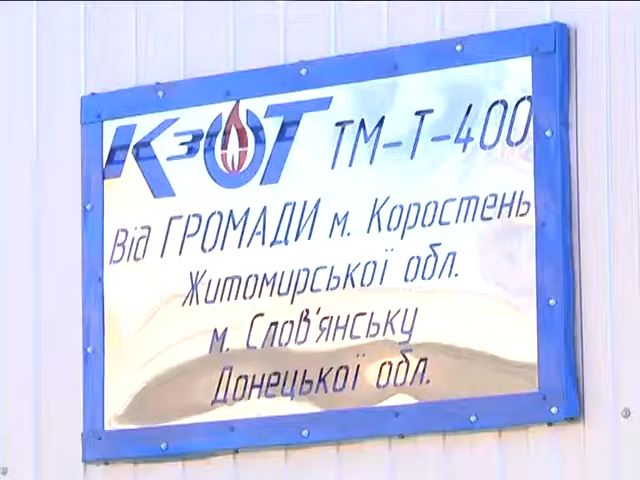 КЗОТ ТМ-Т-400
Від ГРОМАДИ м. Коростень
Житомирської обл.
м. Слов'янську
Донецької обл.